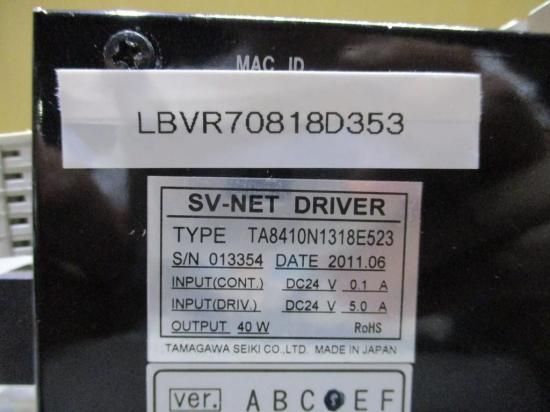 MAC ID
LBVR70818D353
SV-NET DRIVER
TYPE TA8410N1318E523
S/N 013354 DATE 2011.06
INPUT(CONT.) DC24 V 0.1 A
INPUT(DRIV.) DC24 V 5.0 A
OUTPUT 40 W RoHS
TAMAGAWA SEIKI CO.,LTD. MADE IN JAPAN
ver. A B C E F